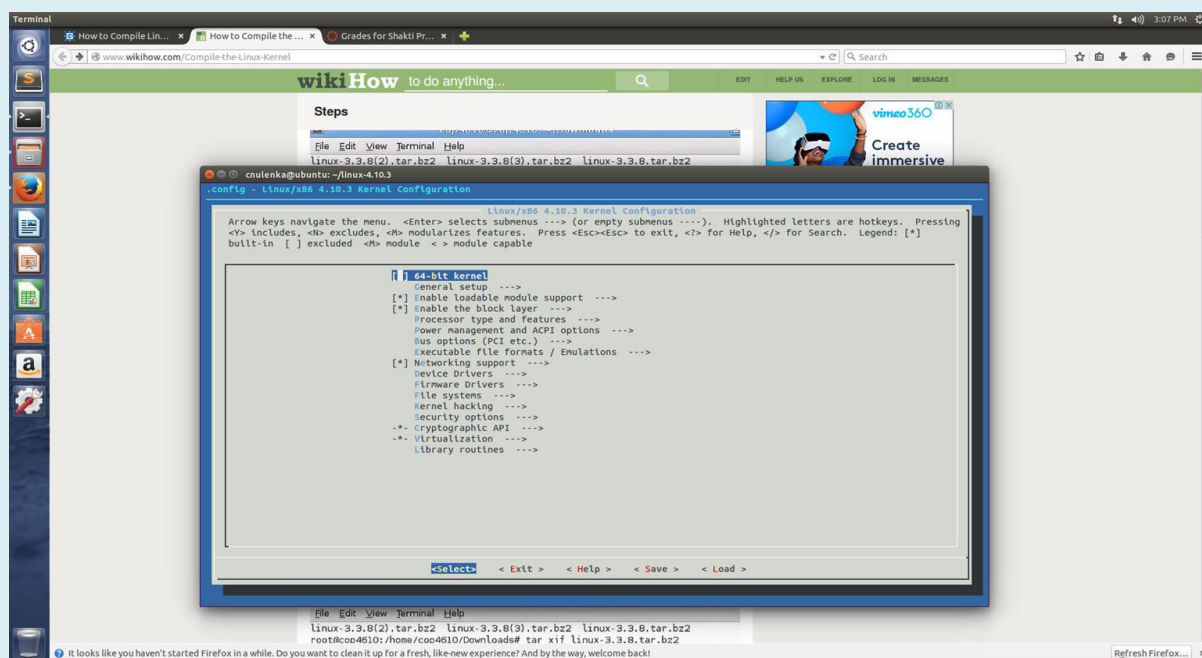 Terminal
3:07 PM
How to Compile Lin... × How to Compile the ... × Grades for Shakti Pr... ×
www.wikihow.com/Compile-the-Linux-Kernel
Search
wikiHow to do anything...
EDIT HELP US EXPLORE LOG IN MESSAGES
Steps
vimeo360
Create
immersive
File Edit View Terminal Help
linux-3.3.8(2).tar.bz2 linux-3.3.8(3).tar.bz2 linux-3.3.8.tar.bz2
cnulenka@ubuntu: ~/linux-4.10.3
.config - Linux/x86 4.10.3 Kernel Configuration
Linux/x86 4.10.3 Kernel Configuration
Arrow keys navigate the menu. <Enter> selects submenus ---> (or empty submenus ----). Highlighted letters are hotkeys. Pressing
<Y> includes, <N> excludes, <M> modularizes features. Press <Esc><Esc> to exit, <?> for Help, </> for Search. Legend: [*]
built-in [ ] excluded <M> module < > module capable
[ ] 64-bit kernel
General setup --->
[*] Enable loadable module support --->
[*] Enable the block layer --->
Processor type and features --->
Power management and ACPI options --->
Bus options (PCI etc.) --->
Executable file formats / Emulations --->
[*] Networking support --->
Device Drivers --->
Firmware Drivers --->
File systems --->
Kernel hacking --->
Security options --->
-*- Cryptographic API --->
-*- Virtualization --->
Library routines --->
<Select> < Exit > < Help > < Save > < Load >
File Edit View Terminal Help
linux-3.3.8(2).tar.bz2 linux-3.3.8(3).tar.bz2 linux-3.3.8.tar.bz2
root@cop4610:/home/cop4610/Downloads# tar xjf linux-3.3.8.tar.bz2
It looks like you haven't started Firefox in a while. Do you want to clean it up for a fresh, like-new experience? And by the way, welcome back!
Refresh Firefox...